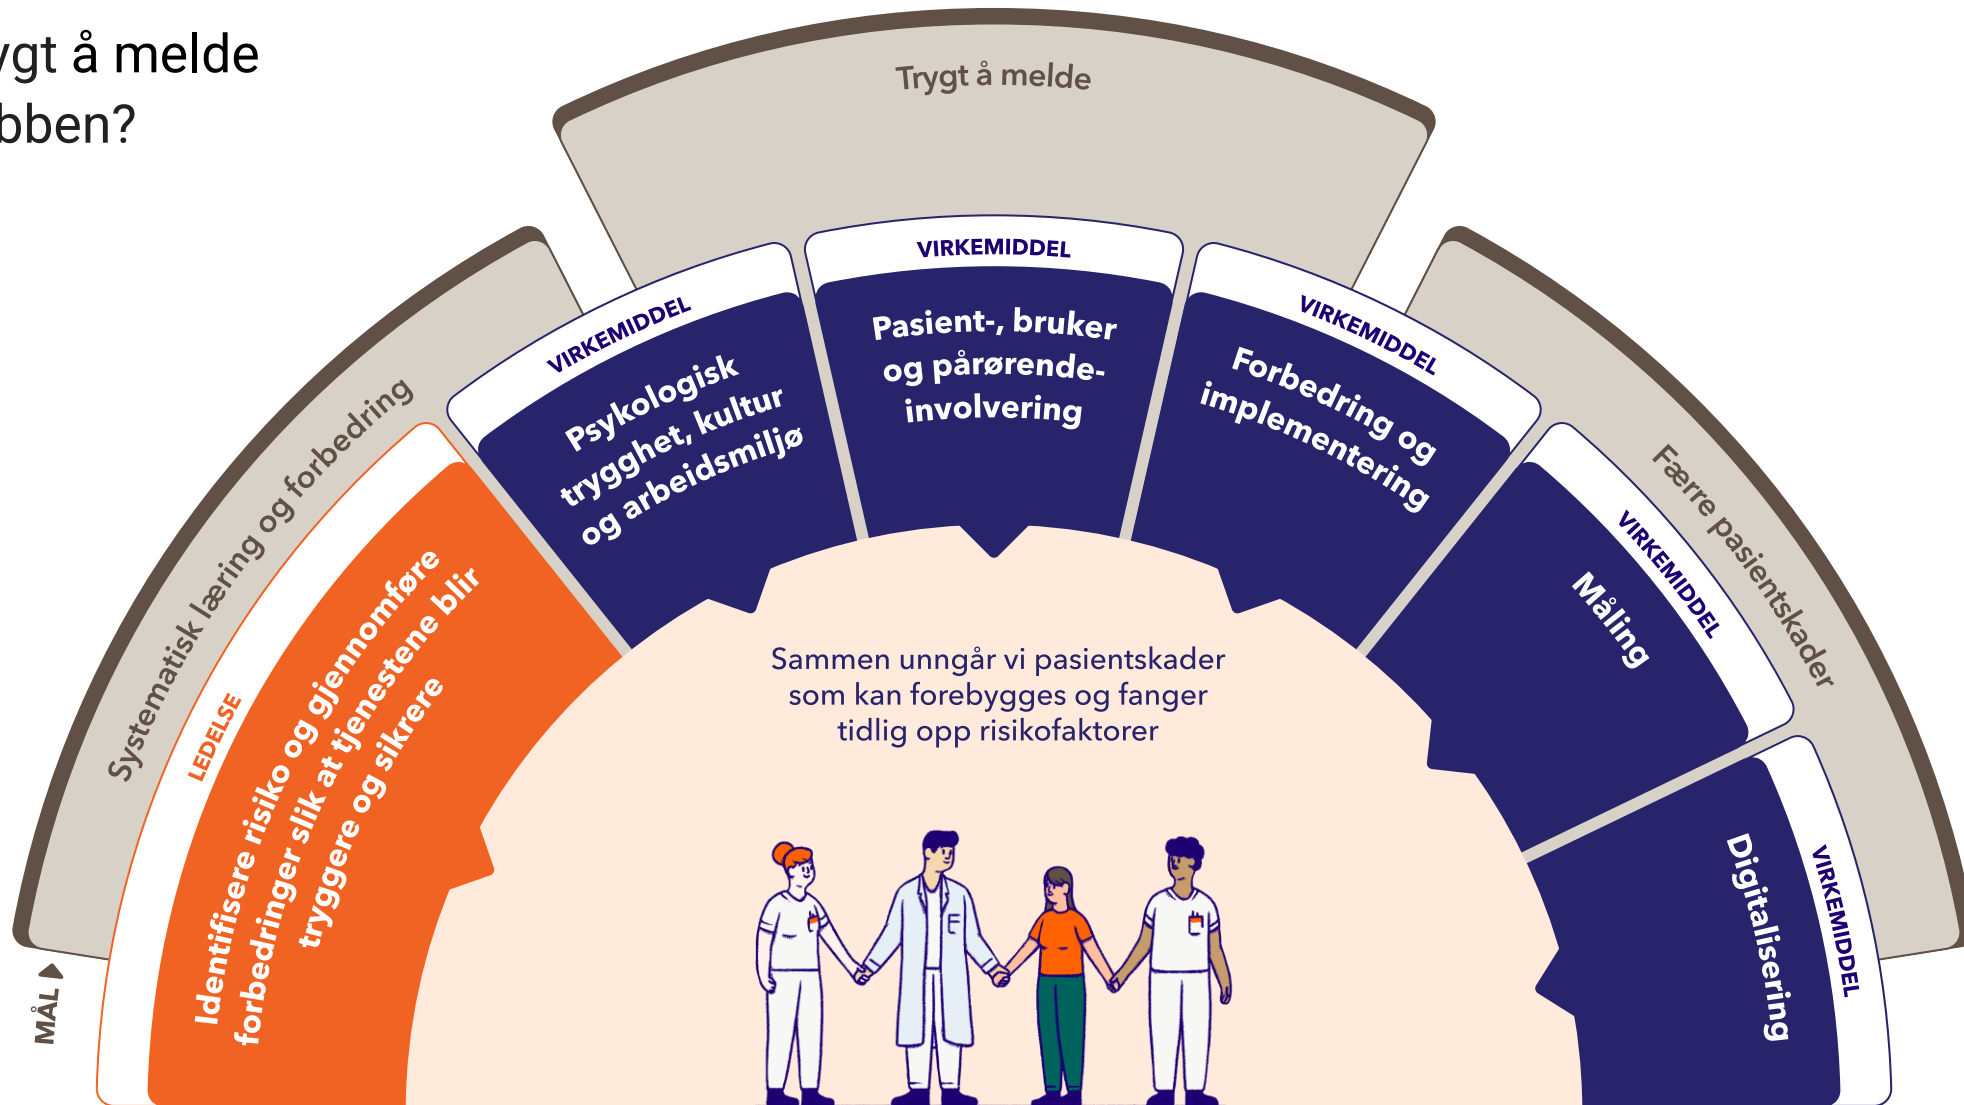 å melde
Trygt å melde
Systematisk læring og forbedring
Færre pasientskader
MÅL
LEDELSE
Identifisere risiko og gjennomføre
forbedringer slik at tjenestene blir
tryggere og sikrere
VIRKEMIDDEL
Psykologisk
trygghet, kultur
og arbeidsmiljø
VIRKEMIDDEL
Pasient-, bruker
og pårørende-
involvering
VIRKEMIDDEL
Forbedring og
implementering
VIRKEMIDDEL
Måling
VIRKEMIDDEL
Digitalisering
Sammen unngår vi pasientskader
som kan forebygges og fanger
tidlig opp risikofaktorer